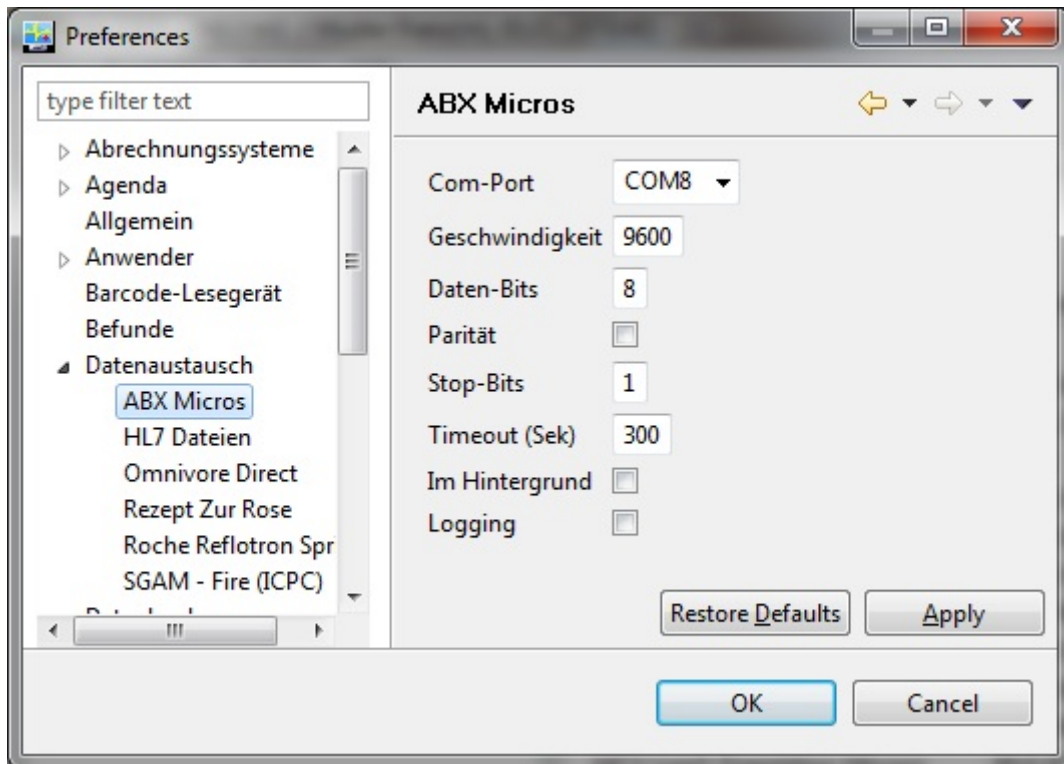 Preferences
type filter text
Abrechnungssysteme
Agenda
Allgemein
Anwender
Barcode-Lesegerät
Befunde
Datenaustausch
ABX Micros
HL7 Dateien
Omnivore Direct
Rezept Zur Rose
Roche Reflotron Spr
SGAM - Fire (ICPC)
ABX Micros
Com-Port COM8
Geschwindigkeit 9600
Daten-Bits 8
Parität
Stop-Bits 1
Timeout (Sek) 300
Im Hintergrund
Logging
Restore Defaults Apply
OK Cancel